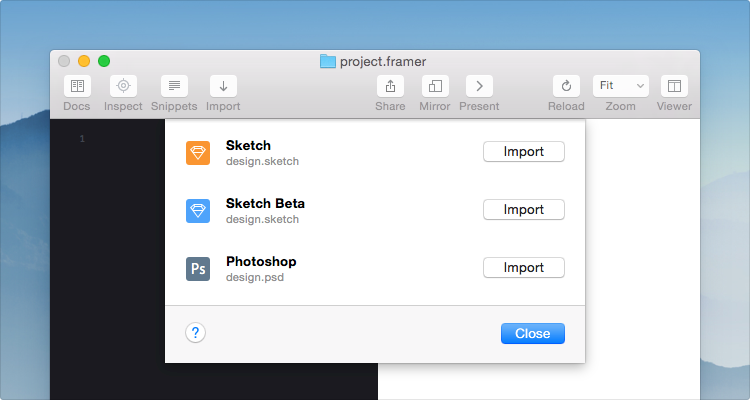 project.framer
Docs Inspect Snippets Import Share Mirror Present Reload Fit Zoom Viewer
1
Sketch
design.sketch
Import
Sketch Beta
design.sketch
Import
Ps
Photoshop
design.psd
Import
?
Close